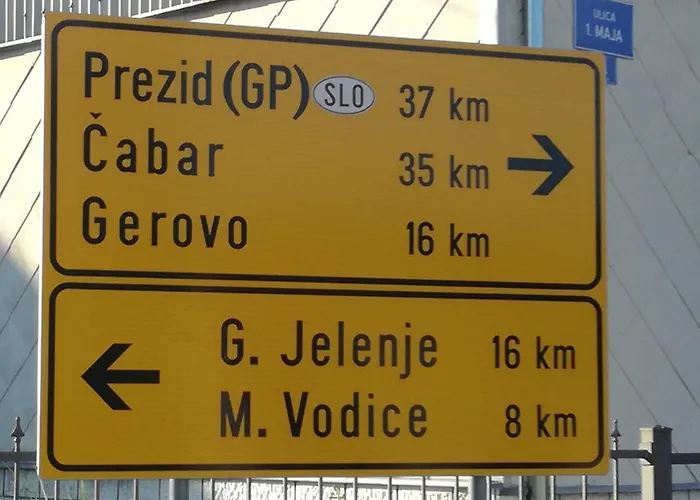 ULICA
1. MAJA
Prezid (GP) SLO 37 km
Čabar 35 km
Gerovo 16 km
G. Jelenje 16 km
M. Vodice 8 km